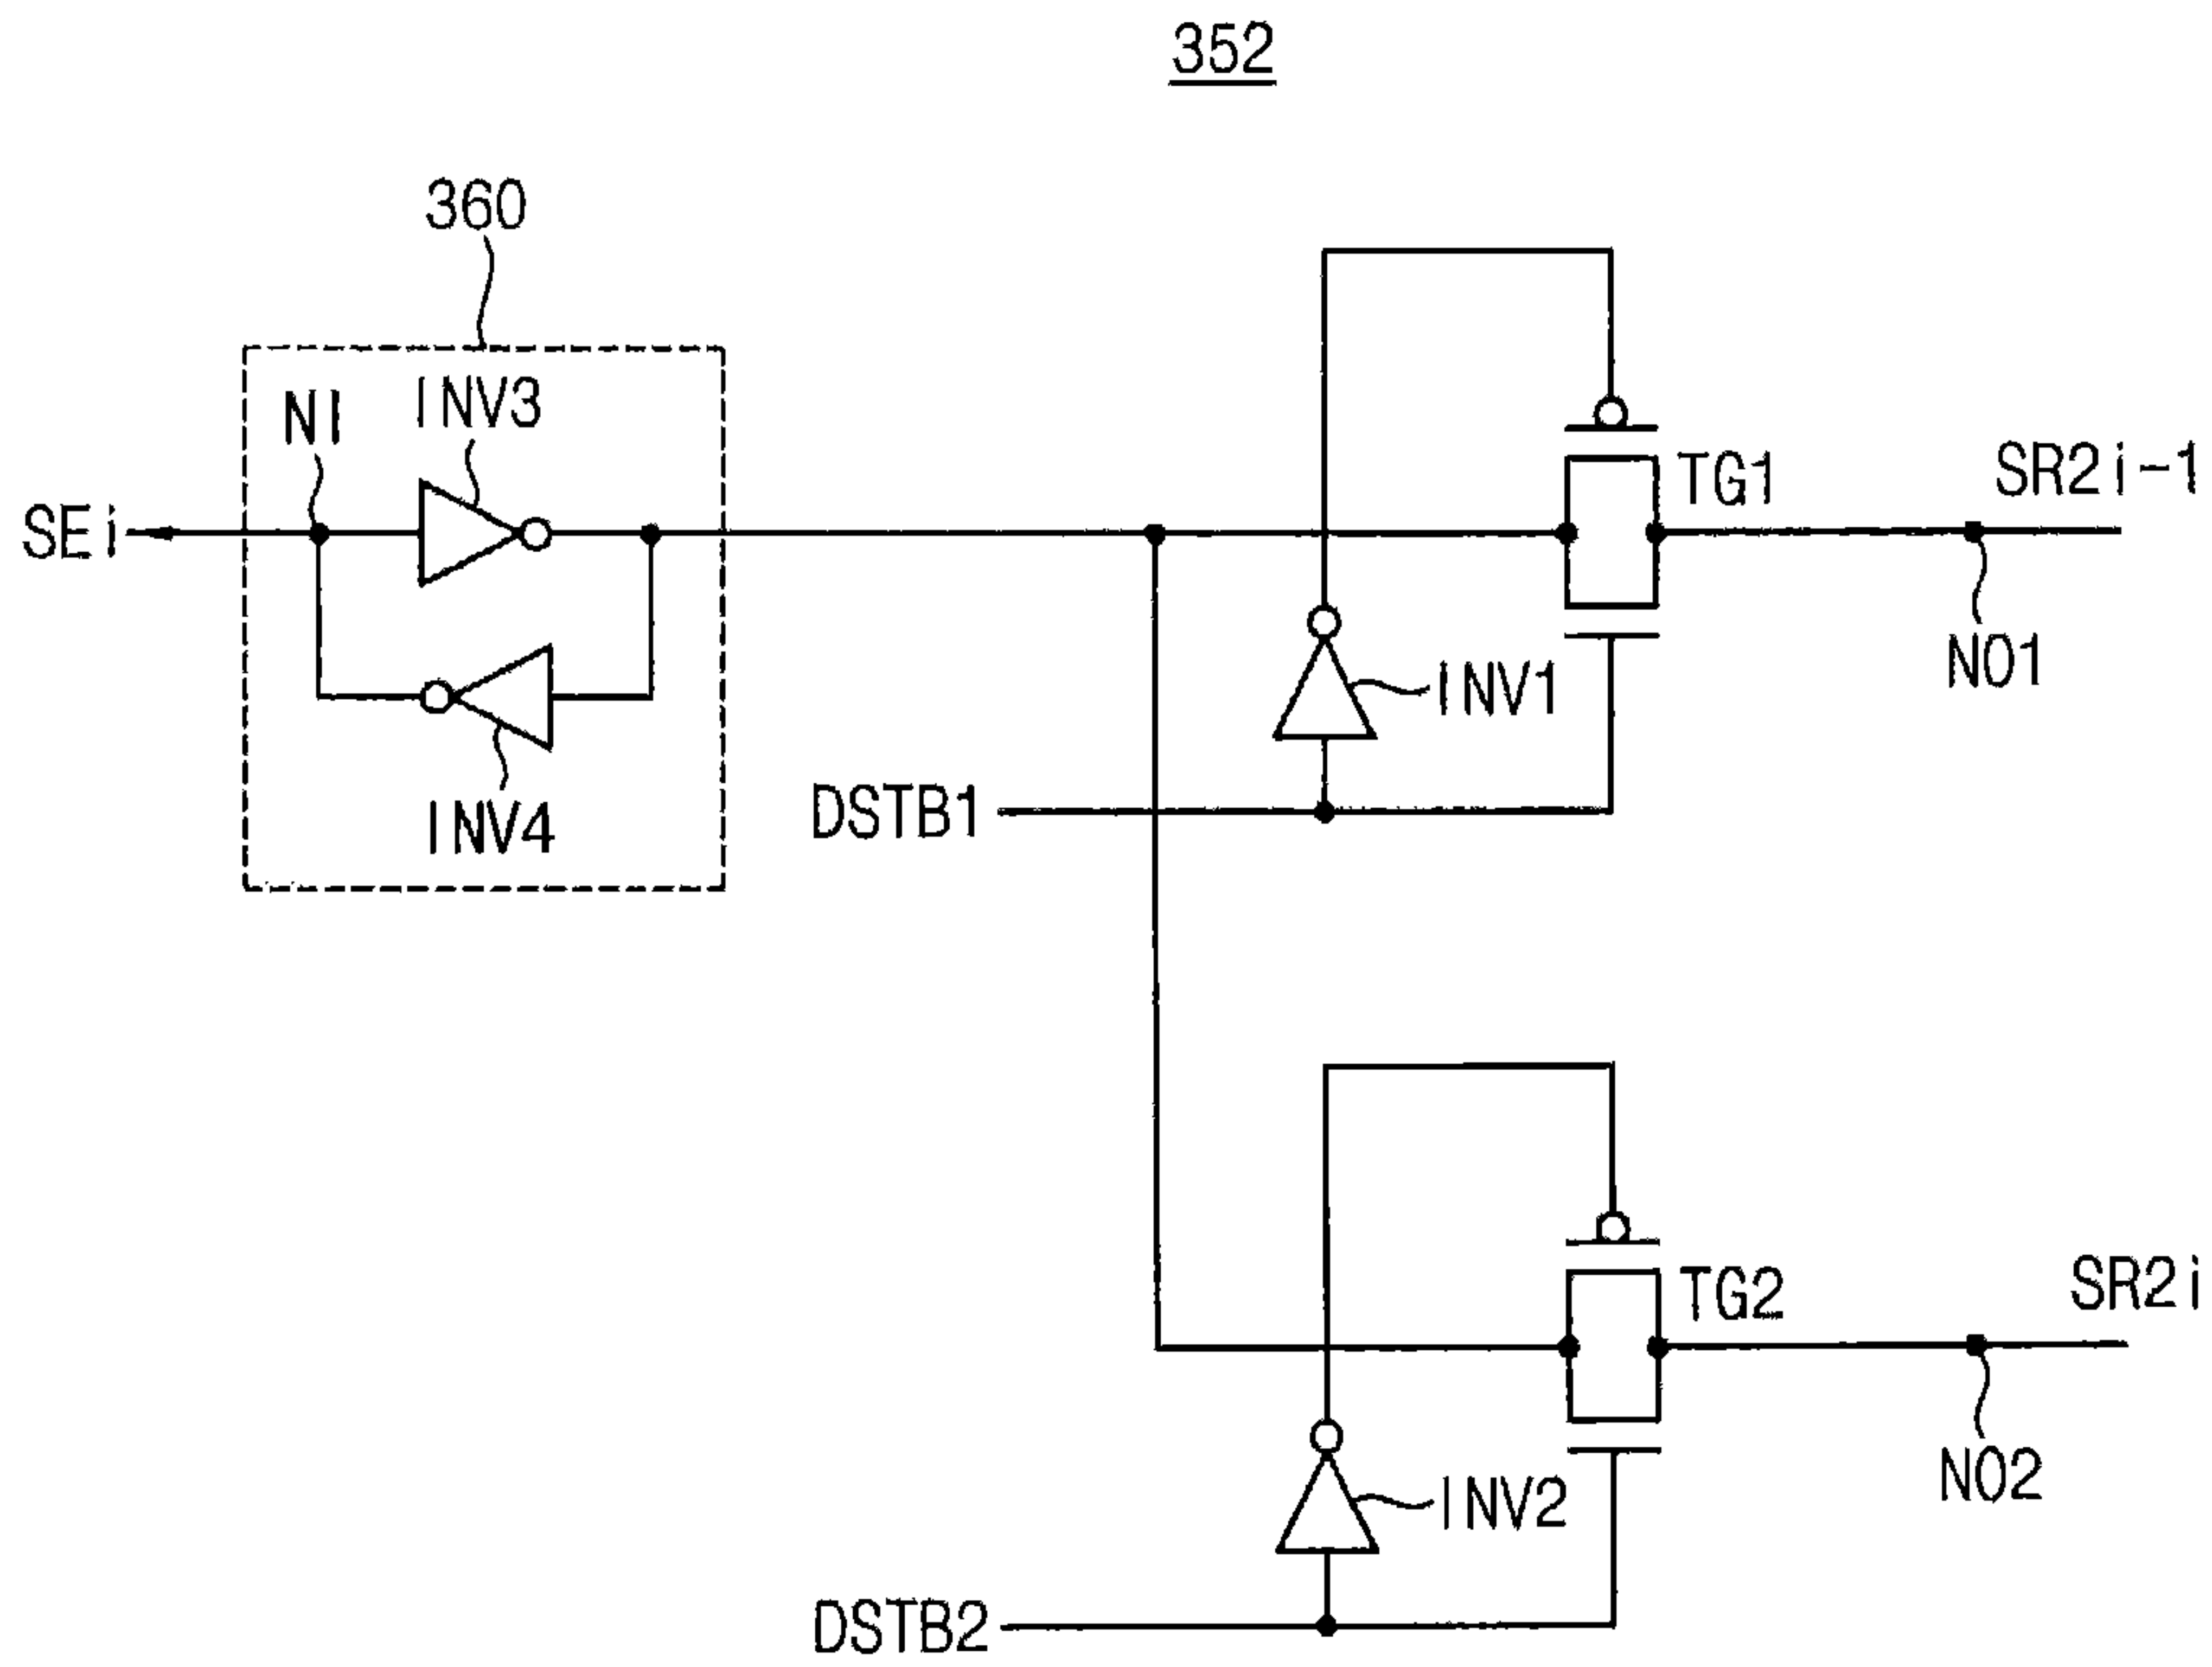 352
360
NI
INV3
SEi
INV4
TG1
SR2i-1
NO1
INV1
DSTB1
TG2
SR2i
NO2
INV2
DSTB2